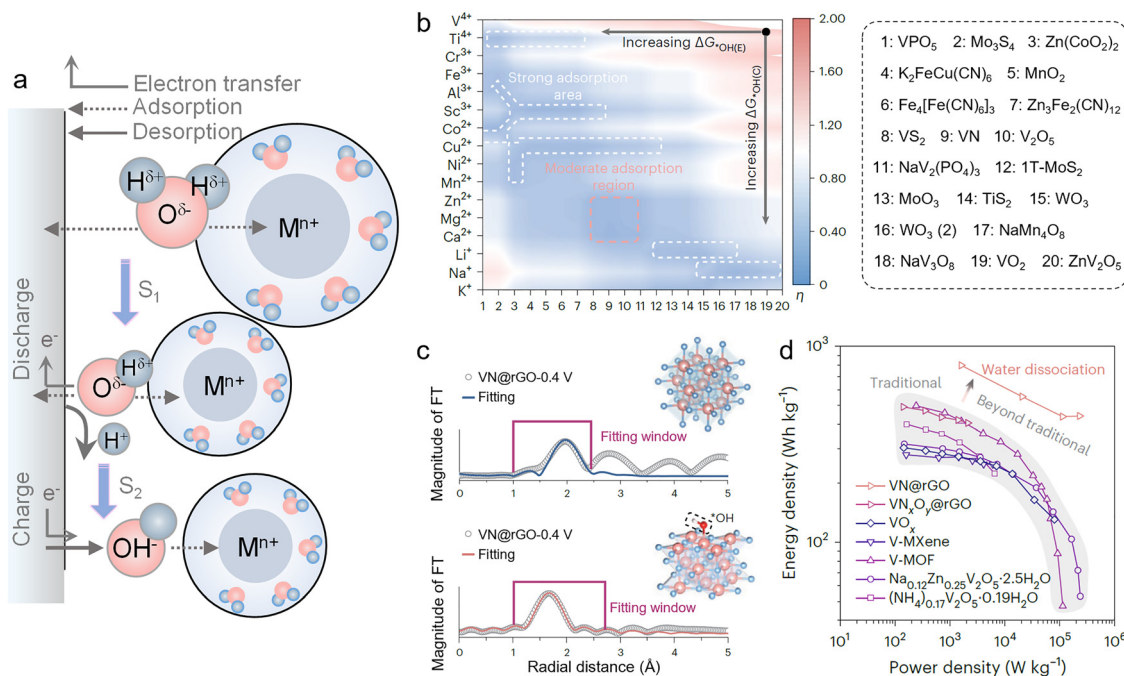 a
Electron transfer
Adsorption
Desorption
Hδ+
Hδ+
Oδ-
Mn+
S1
Discharge
e-
Hδ+
Oδ-
Mn+
H+
S2
Charge
e-
OH-
Mn+
b
V4+
Ti4+
Cr3+
Fe3+
Al3+
Sc3+
Co2+
Cu2+
Ni2+
Mn2+
Zn2+
Mg2+
Ca2+
Li+
Na+
K+
Increasing ΔG*OH(E)
Increasing ΔG*OH(C)
Strong adsorption
area
Moderate adsorption
region
1 2 3 4 5 6 7 8 9 10 11 12 13 14 15 16 17 18 19 20
2.00
1.60
1.20
0.80
0.40
0
η
1: VPO5 2: Mo3S4 3: Zn(CoO2)2
4: K2FeCu(CN)6 5: MnO2
6: Fe4[Fe(CN)6]3 7: Zn3Fe2(CN)12
8: VS2 9: VN 10: V2O5
11: NaV2(PO4)3 12: 1T-MoS2
13: MoO3 14: TiS2 15: WO3
16: WO3 (2) 17: NaMn4O8
18: NaV3O8 19: VO2 20: ZnV2O5
c
VN@rGO-0.4 V
Fitting
Fitting window
Magnitude of FT
0 1 2 3 4 5
VN@rGO-0.4 V
Fitting
*OH
Fitting window
Magnitude of FT
0 1 2 3 4 5
Radial distance (Å)
d
Energy density (Wh kg−1)
103
102
Traditional
Water dissociation
Beyond traditional
VN@rGO
VNxOy@rGO
VOx
V-MXene
V-MOF
Na0.12Zn0.25V2O5·2.5H2O
(NH4)0.17V2O5·0.19H2O
101 102 103 104 105 106
Power density (W kg−1)